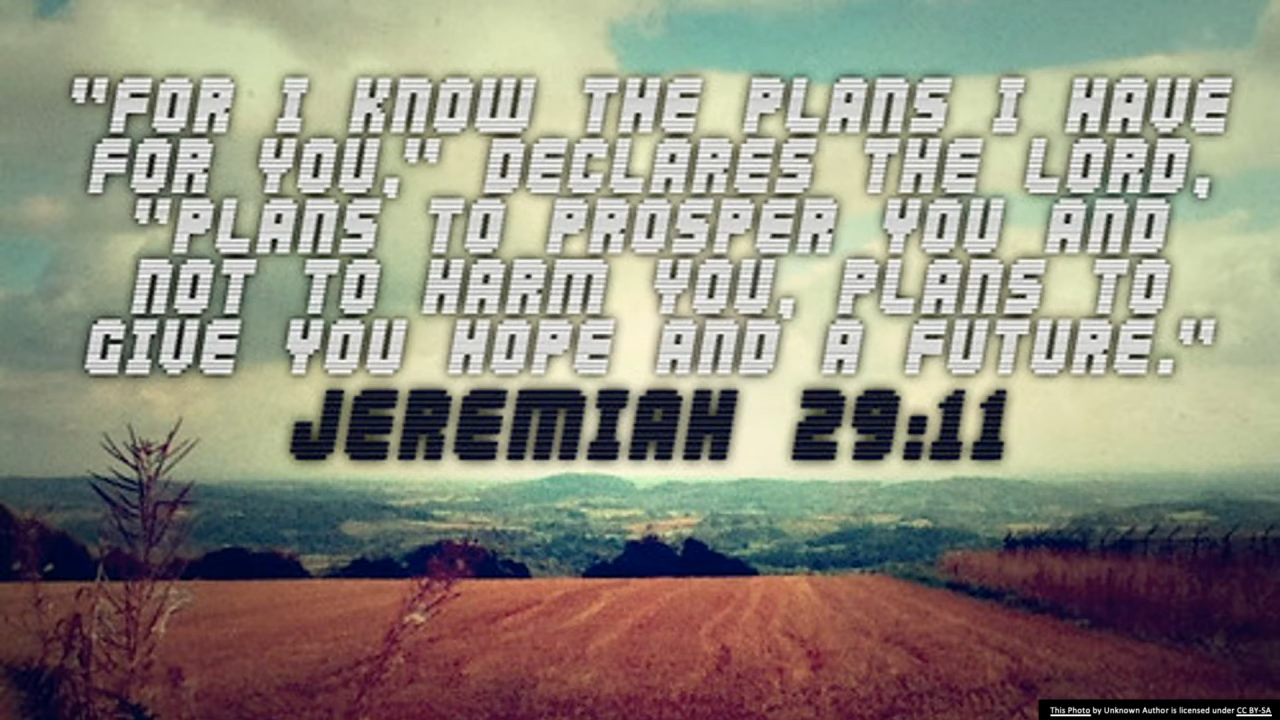 "FOR I KNOW THE PLANS I HAVE
FOR YOU," DECLARES THE LORD,
"PLANS TO PROSPER YOU AND
NOT TO HARM YOU, PLANS TO
GIVE YOU HOPE AND A FUTURE."
JEREMIAH 29:11
This Photo by Unknown Author is licensed under CC BY-SA